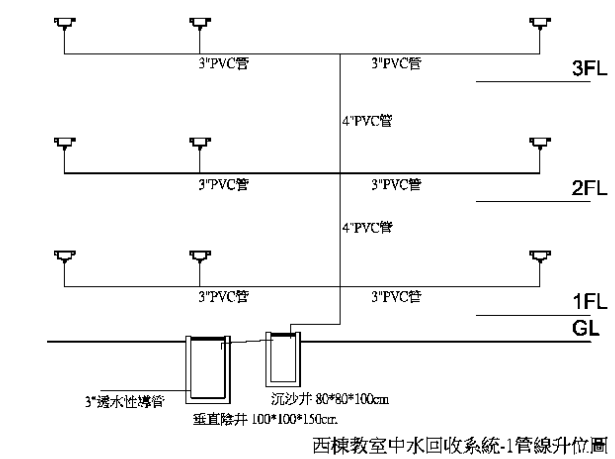 3"PVC管 3"PVC管
3FL
4"PVC管
3"PVC管 3"PVC管
2FL
4"PVC管
3"PVC管 3"PVC管
1FL
GL
3"透水性導管
沉沙井 80*80*100cm
垂直陰井 100*100*150cm
西棟教室中水回收系統-1管線升位圖